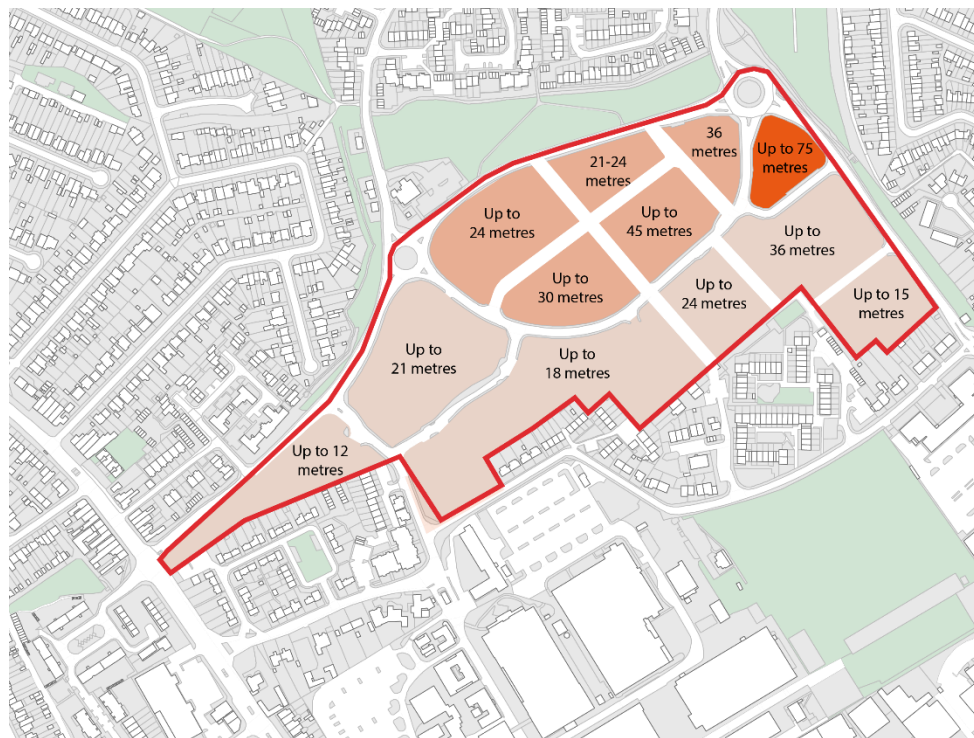 36
metres
Up to 75
metres
21-24
metres
Up to
24 metres
Up to
45 metres
Up to
36 metres
Up to
30 metres
Up to
24 metres
Up to 15
metres
Up to
21 metres
Up to
18 metres
Up to 12
metres